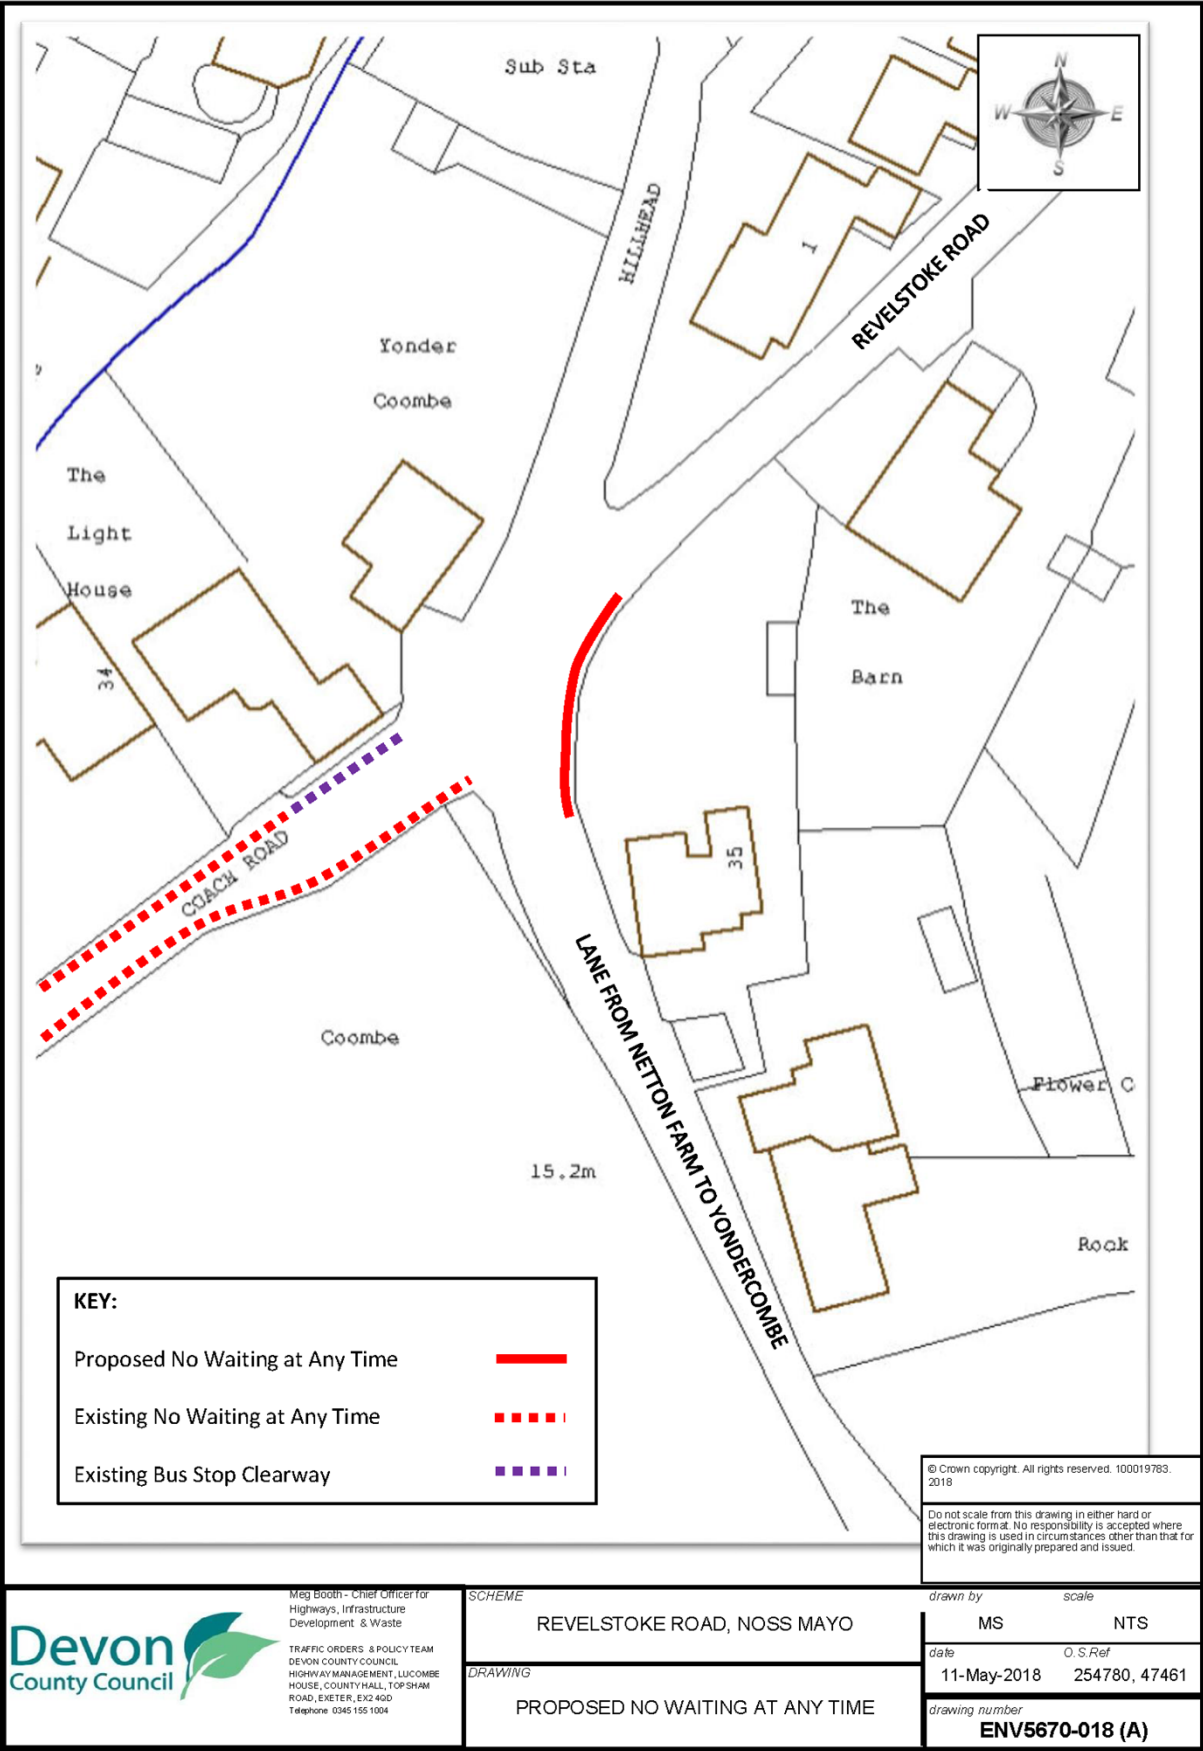 Sub Sta
N
W E
S
HILLHEAD
1
REVELSTOKE ROAD
Yonder
Coombe
The
Light
House
34
The
Barn
COACH ROAD
35
LANE FROM NETTON FARM TO YONDERCOMBE
Coombe
Flower C
15.2m
Rock
KEY:
Proposed No Waiting at Any Time
Existing No Waiting at Any Time
Existing Bus Stop Clearway
© Crown copyright. All rights reserved. 100019783.
2018
Do not scale from this drawing in either hard or
electronic format. No responsibility is accepted where
this drawing is used in circumstances other than that for
which it was originally prepared and issued.
Devon
County Council
Meg Booth - Chief Officer for
Highways, Infrastructure
Development & Waste
TRAFFIC ORDERS & POLICY TEAM
DEVON COUNTY COUNCIL
HIGHWAY MANAGEMENT, LUCOMBE
HOUSE, COUNTY HALL, TOPSHAM
ROAD, EXETER, EX2 4QD
Telephone 0345 155 1004
SCHEME
REVELSTOKE ROAD, NOSS MAYO
DRAWING
PROPOSED NO WAITING AT ANY TIME
drawn by scale
MS NTS
date O.S.Ref
11-May-2018 254780, 47461
drawing number
ENV5670-018 (A)